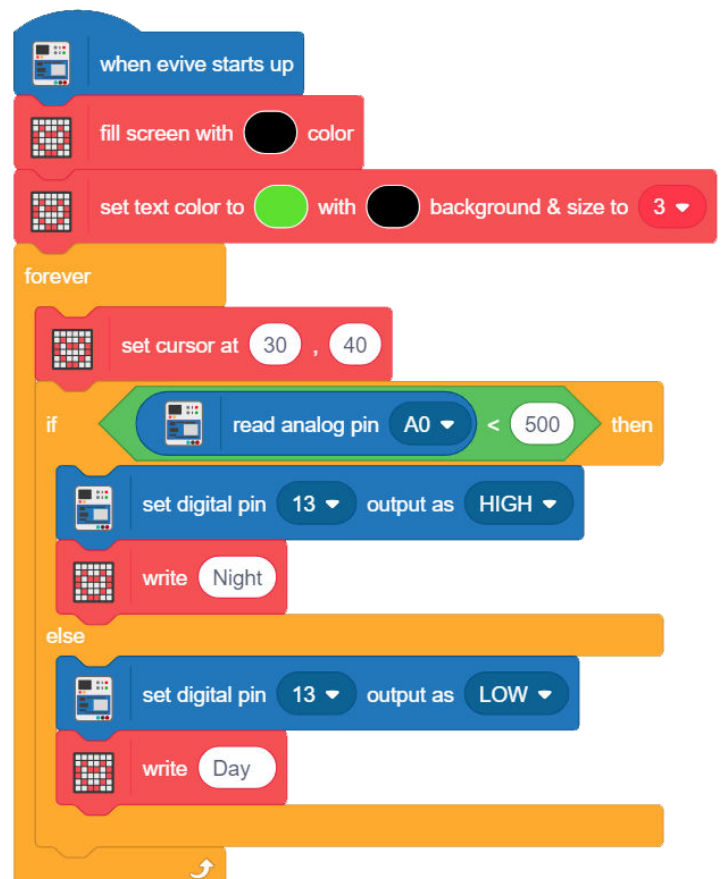 when evive starts up
fill screen with color
set text color to with background & size to 3
forever
set cursor at 30 , 40
if read analog pin A0 < 500 then
set digital pin 13 output as HIGH
write Night
else
set digital pin 13 output as LOW
write Day